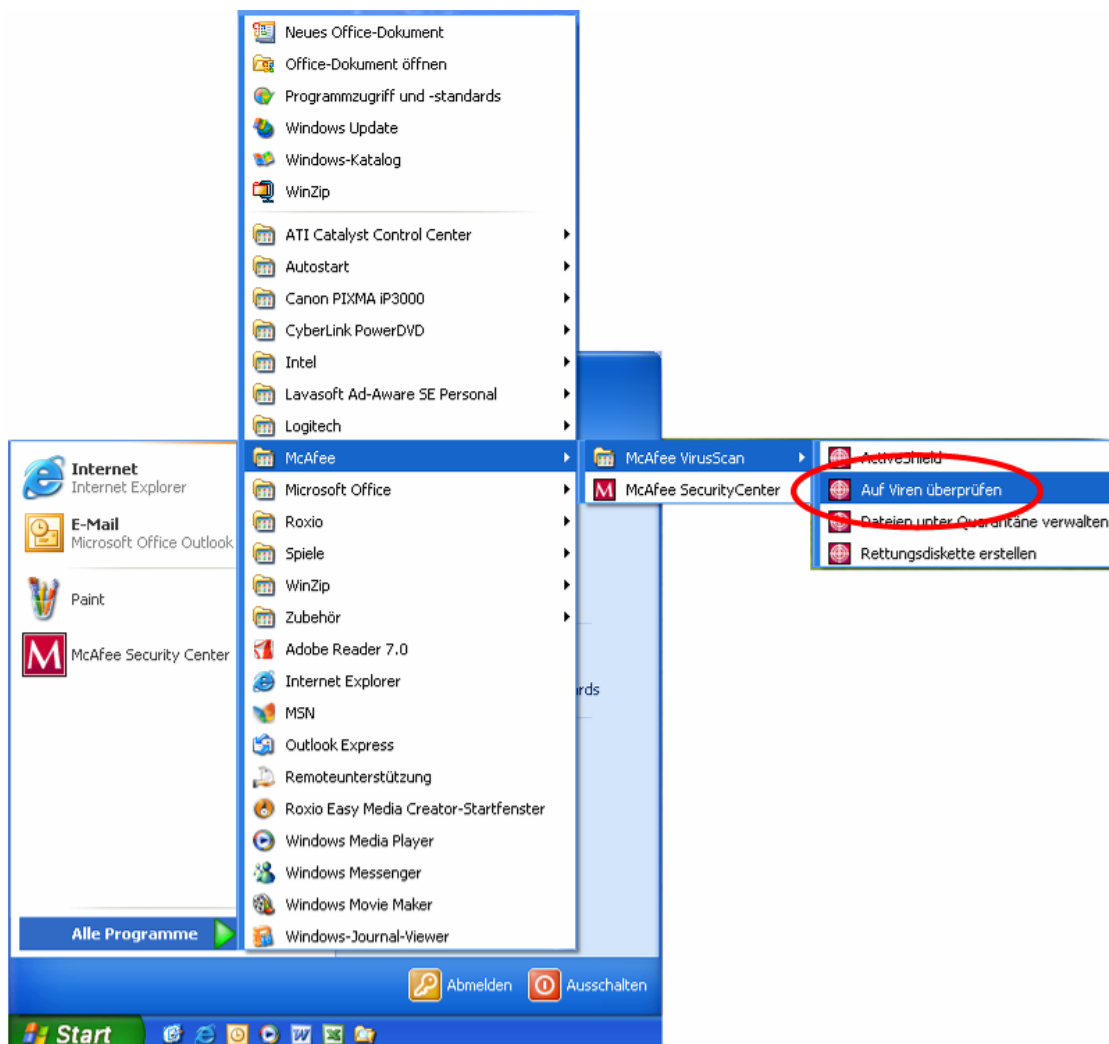 Neues Office-Dokument
Office-Dokument öffnen
Programmzugriff und -standards
Windows Update
Windows-Katalog
WinZip
ATI Catalyst Control Center
Autostart
Canon PIXMA iP3000
CyberLink PowerDVD
Intel
Lavasoft Ad-Aware SE Personal
Logitech
McAfee
Microsoft Office
Roxio
Spiele
WinZip
Zubehör
Adobe Reader 7.0
Internet Explorer
MSN
Outlook Express
Remoteunterstützung
Roxio Easy Media Creator-Startfenster
Windows Media Player
Windows Messenger
Windows Movie Maker
Windows-Journal-Viewer
McAfee VirusScan
McAfee SecurityCenter
ActiveShield
Auf Viren überprüfen
Dateien unter Quarantäne verwalten
Rettungsdiskette erstellen
Internet
Internet Explorer
E-Mail
Microsoft Office Outlook
Paint
McAfee Security Center
rds
Alle Programme
Abmelden
Ausschalten
Start